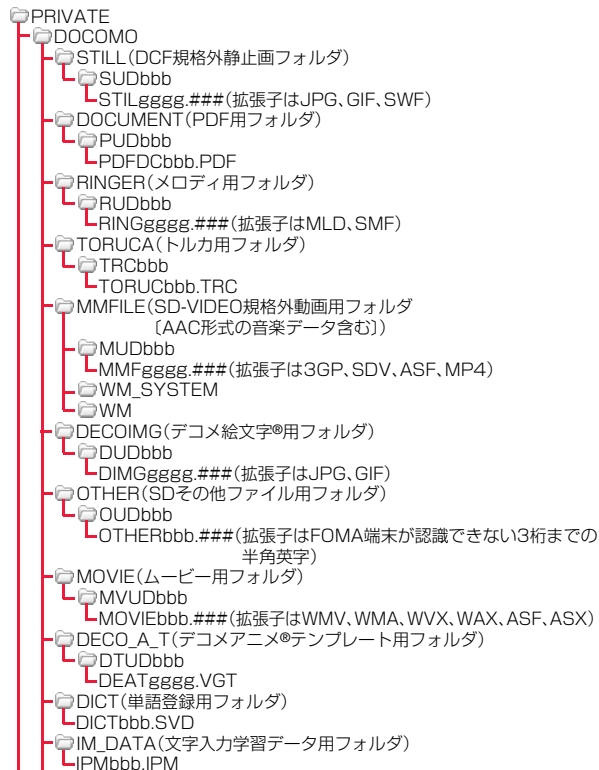 PRIVATE
DOCOMO
STILL(DCF規格外静止画フォルダ)
SUDbbb
STILgggg.###(拡張子はJPG、GIF、SWF)
DOCUMENT(PDF用フォルダ)
PUDbbb
PDFDCbbb.PDF
RINGER(メロディ用フォルダ)
RUDbbb
RINGgggg.###(拡張子はMLD、SMF)
TORUCA(トルカ用フォルダ)
TRCbbb
TORUCbbb.TRC
MMFILE(SD-VIDEO規格外動画用フォルダ
〔AAC形式の音楽データ含む〕)
MUDbbb
MMFgggg.###(拡張子は3GP、SDV、ASF、MP4)
WM_SYSTEM
WM
DECOIMG(デコメ絵文字®用フォルダ)
DUDbbb
DIMGgggg.###(拡張子はJPG、GIF)
OTHER(SDその他ファイル用フォルダ)
OUDbbb
OTHERbbb.###(拡張子はFOMA端末が認識できない3桁までの
半角英字)
MOVIE(ムービー用フォルダ)
MVUDbbb
MOVIEbbb.###(拡張子はWMV、WMA、WVX、WAX、ASF、ASX)
DECO_A_T(デコメアニメ®テンプレート用フォルダ)
DTUDbbb
DEATgggg.VGT
DICT(単語登録用フォルダ)
DICTbbb.SVD
IM_DATA(文字入力学習データ用フォルダ)
IPMbbb.IPM